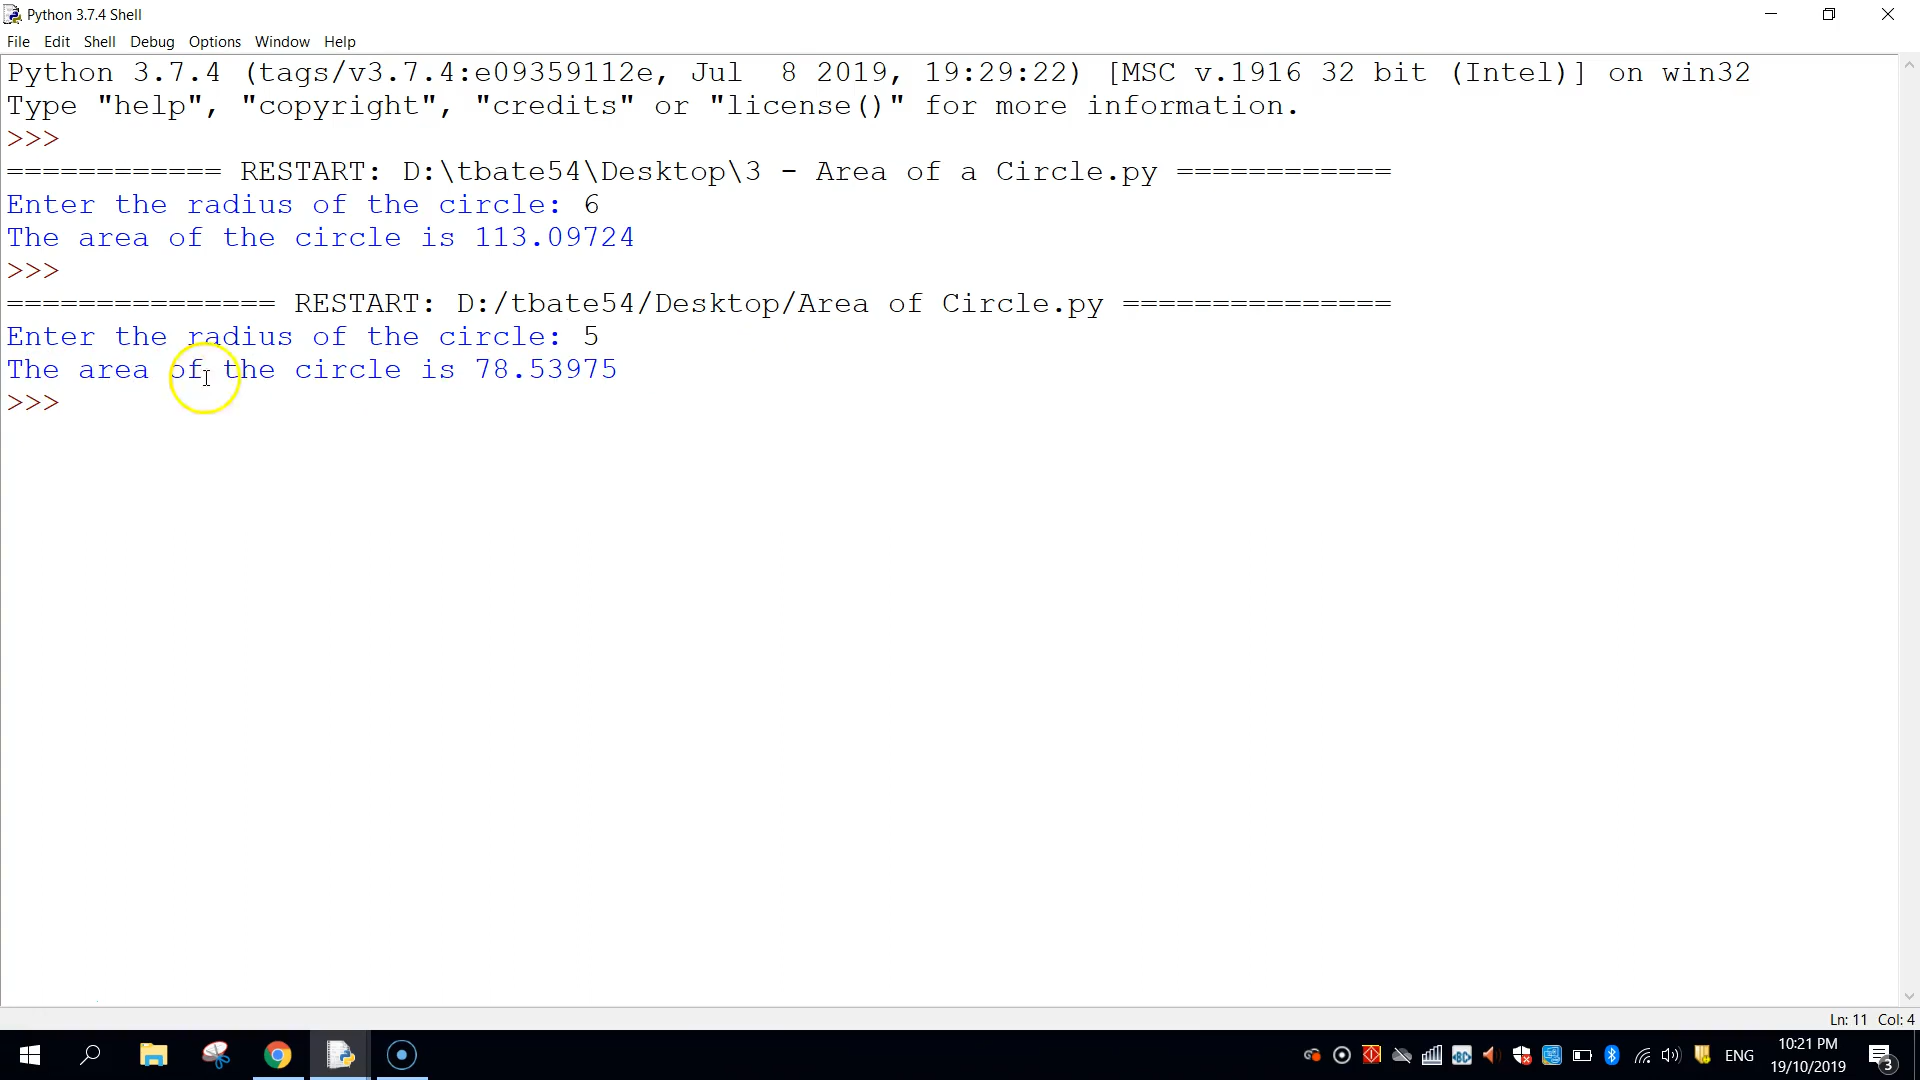 Python 3.7.4 Shell
File Edit Shell Debug Options Window Help
Python 3.7.4 (tags/v3.7.4:e09359112e, Jul  8 2019, 19:29:22) [MSC v.1916 32 bit (Intel)] on win32
Type "help", "copyright", "credits" or "license()" for more information.
>>>
============ RESTART: D:\tbate54\Desktop\3 - Area of a Circle.py ============
Enter the radius of the circle: 6
The area of the circle is 113.09724
>>>
=============== RESTART: D:/tbate54/Desktop/Area of Circle.py ===============
Enter the radius of the circle: 5
The area of the circle is 78.53975
>>>
Ln: 11 Col: 4
ENG
10:21 PM
19/10/2019
3